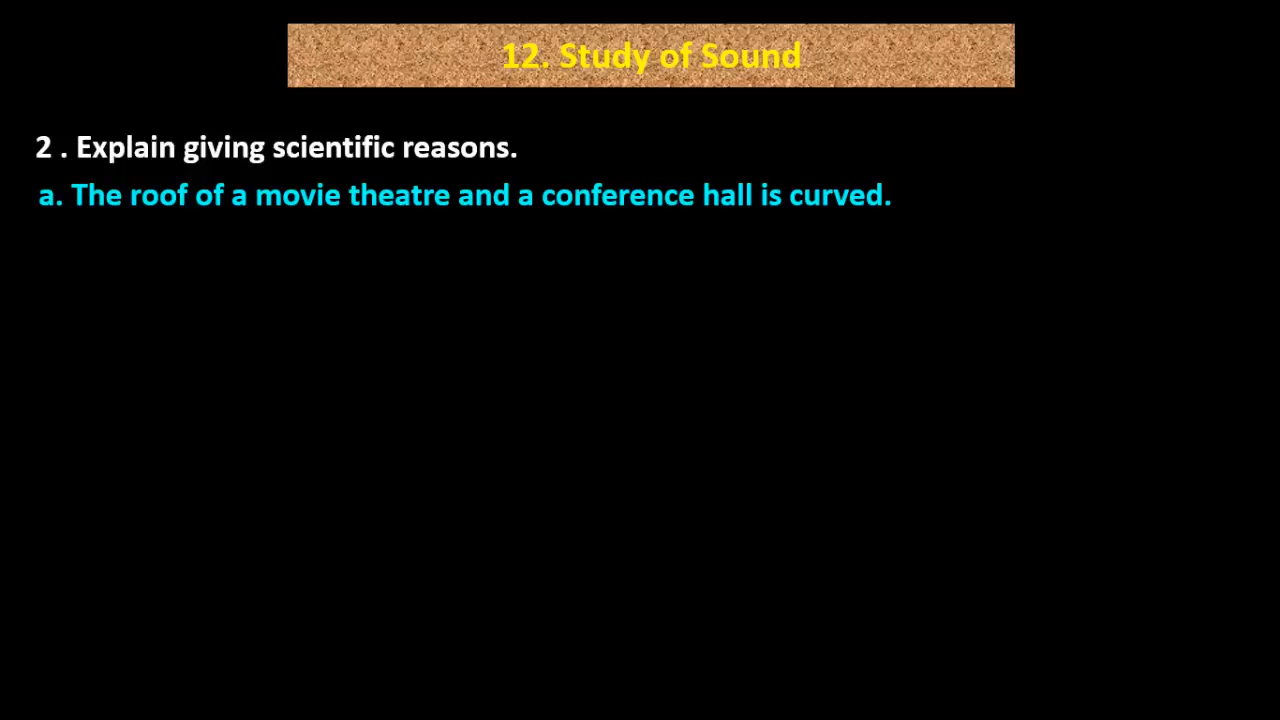 12. Study of Sound
2 . Explain giving scientific reasons.
a. The roof of a movie theatre and a conference hall is curved.